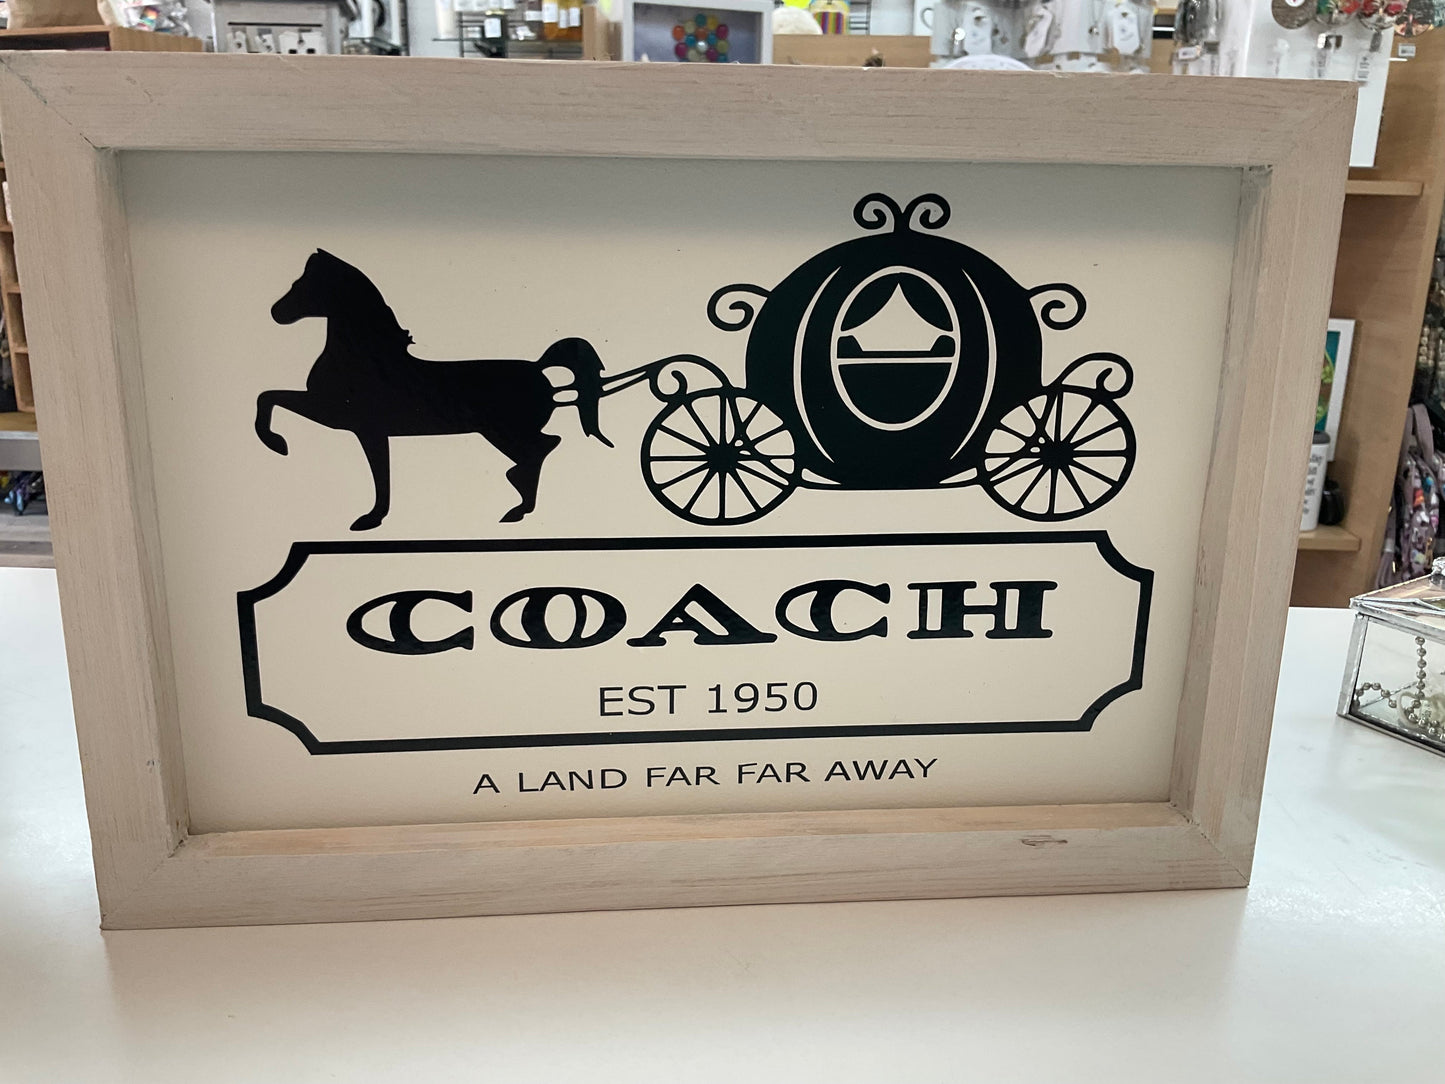 COACH
EST 1950
A LAND FAR FAR AWAY